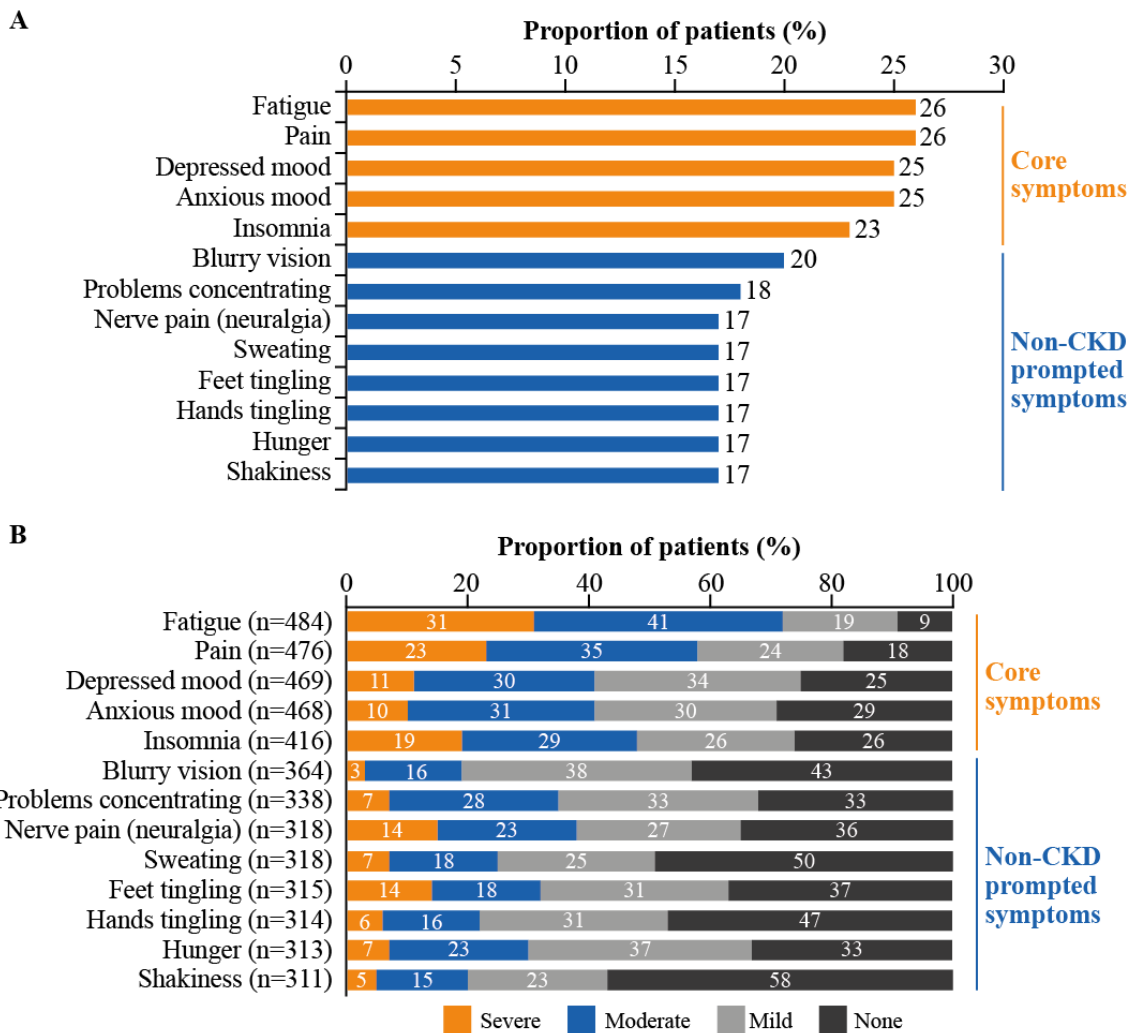 A
Proportion of patients (%)
0 5 10 15 20 25 30
Fatigue 26
Pain 26
Depressed mood 25
Anxious mood 25
Insomnia 23
Core
symptoms
Blurry vision 20
Problems concentrating 18
Nerve pain (neuralgia) 17
Sweating 17
Feet tingling 17
Hands tingling 17
Hunger 17
Shakiness 17
Non-CKD
prompted
symptoms
B
Proportion of patients (%)
0 20 40 60 80 100
Fatigue (n=484) 31 41 19 9
Pain (n=476) 23 35 24 18
Depressed mood (n=469) 11 30 34 25
Anxious mood (n=468) 10 31 30 29
Insomnia (n=416) 19 29 26 26
Core
symptoms
Blurry vision (n=364) 3 16 38 43
Problems concentrating (n=338) 7 28 33 33
Nerve pain (neuralgia) (n=318) 14 23 27 36
Sweating (n=318) 7 18 25 50
Feet tingling (n=315) 14 18 31 37
Hands tingling (n=314) 6 16 31 47
Hunger (n=313) 7 23 37 33
Shakiness (n=311) 5 15 23 58
Non-CKD
prompted
symptoms
Severe Moderate Mild None